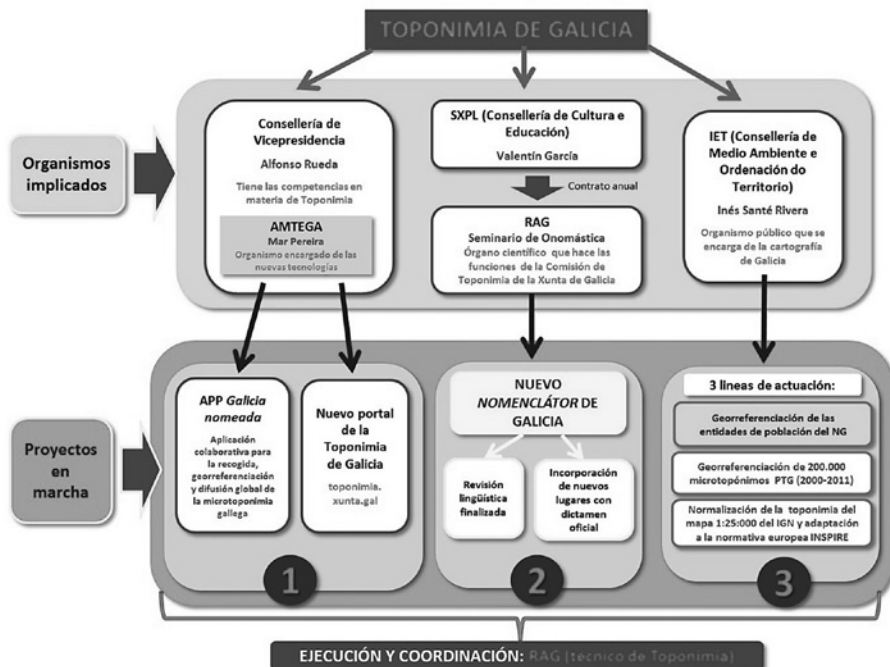 TOPONIMIA DE GALICIA
Organismos
implicados
Consellería de
Vicepresidencia
Alfonso Rueda
Tiene las competencias en
materia de Toponimia
AMTEGA
Mar Pereira
Organismo encargado de las
nuevas tecnologías
SXPL (Consellería de Cultura e
Educación)
Valentín García
Contrato anual
RAG
Seminario de Onomástica
Órgano científico que hace las
funciones de la Comisión de
Toponimia de la Xunta de Galicia
IET (Consellería de
Medio Ambiente e
Ordenación do
Territorio)
Inés Santé Rivera
Organismo público que se
encarga de la cartografía
de Galicia
Proyectos
en
marcha
APP Galicia
nomeada
Aplicación
colaborativa para
la recogida,
georreferenciación
y difusión global de
la microtoponimia
gallega
Nuevo portal
de la
Toponimia
de Galicia
toponimia.
xunta.gal
1
NUEVO
NOMENCLÁTOR DE
GALICIA
Revisión
lingüística
finalizada
Incorporación
de nuevos
lugares con
dictamen
oficial
2
3 lineas de actuación:
Georreferenciación de las
entidades de población del NG
Georreferenciación de 200.000
microtopónimos PTG (2000-2011)
Normalización de la toponimia del
mapa 1:25:000 del IGN y adaptación
a la normativa europea INSPIRE
3
EJECUCIÓN Y COORDINACIÓN: RAG (técnico de Toponimia)